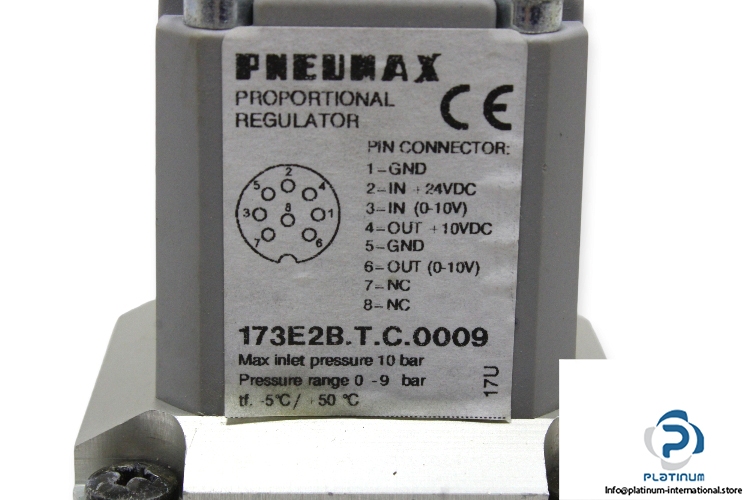 PNEUMAX
PROPORTIONAL
REGULATOR
CE
PIN CONNECTOR:
1-GND
2-IN +24VDC
3-IN (0-10V)
4-OUT +10VDC
5-GND
6-OUT (0-10V)
7-NC
8-NC
2
5 4
3 8 1
7 6
173E2B.T.C.0009
Max inlet pressure 10 bar
Pressure range 0 -9 bar
tf. -5°C/ +50 °C
17U
PLATINUM
Info@platinum-international.store